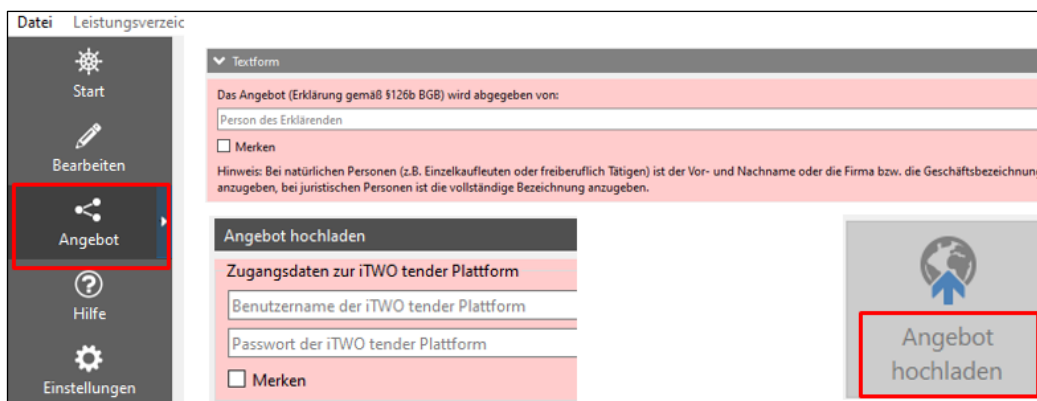 Datei Leistungsverzeic
Start
Bearbeiten
Angebot
?
Hilfe
Einstellungen
Textform
Das Angebot (Erklärung gemäß §126b BGB) wird abgegeben von:
Person des Erklärenden
Merken
Hinweis: Bei natürlichen Personen (z.B. Einzelkaufleuten oder freiberuflich Tätigen) ist der Vor- und Nachname oder die Firma bzw. die Geschäftsbezeichnung
anzugeben, bei juristischen Personen ist die vollständige Bezeichnung anzugeben.
Angebot hochladen
Zugangsdaten zur iTWO tender Plattform
Benutzername der iTWO tender Plattform
Passwort der iTWO tender Plattform
Merken
Angebot
hochladen